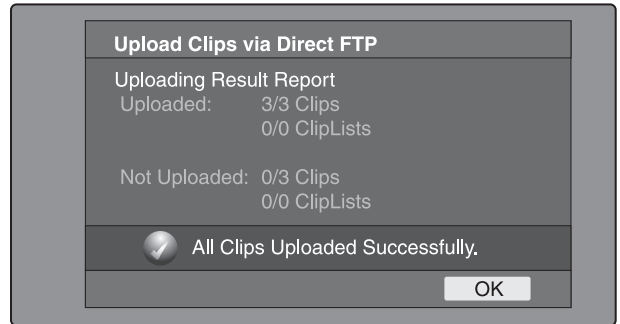 Upload Clips via Direct FTP
Uploading Result Report
Uploaded: 3/3 Clips
0/0 ClipLists
Not Uploaded: 0/3 Clips
0/0 ClipLists
All Clips Uploaded Successfully.
OK